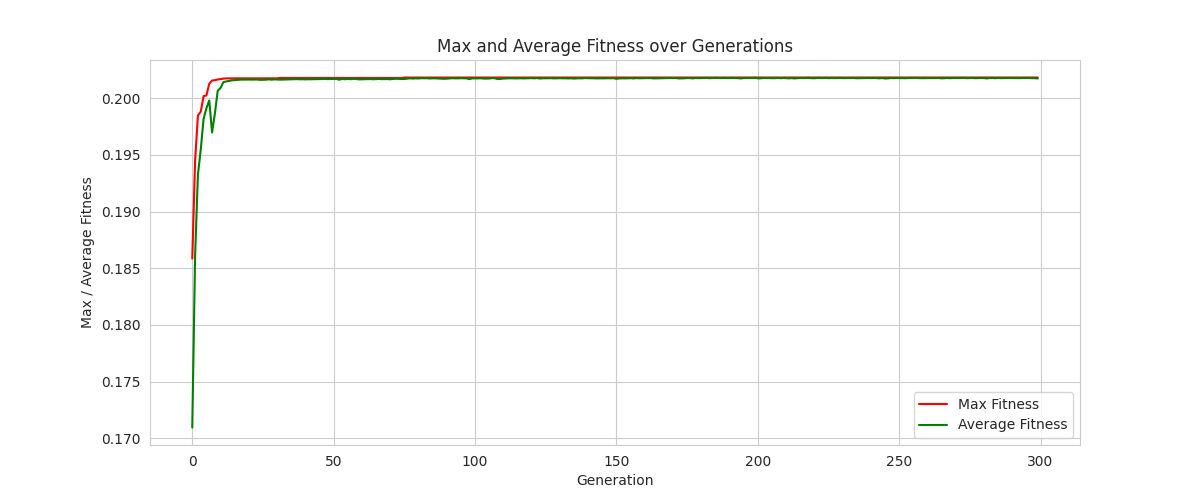 Max and Average Fitness over Generations
Max / Average Fitness
0.200
0.195
0.190
0.185
0.180
0.175
0.170
0 50 100 150 200 250 300
Generation
Max Fitness
Average Fitness